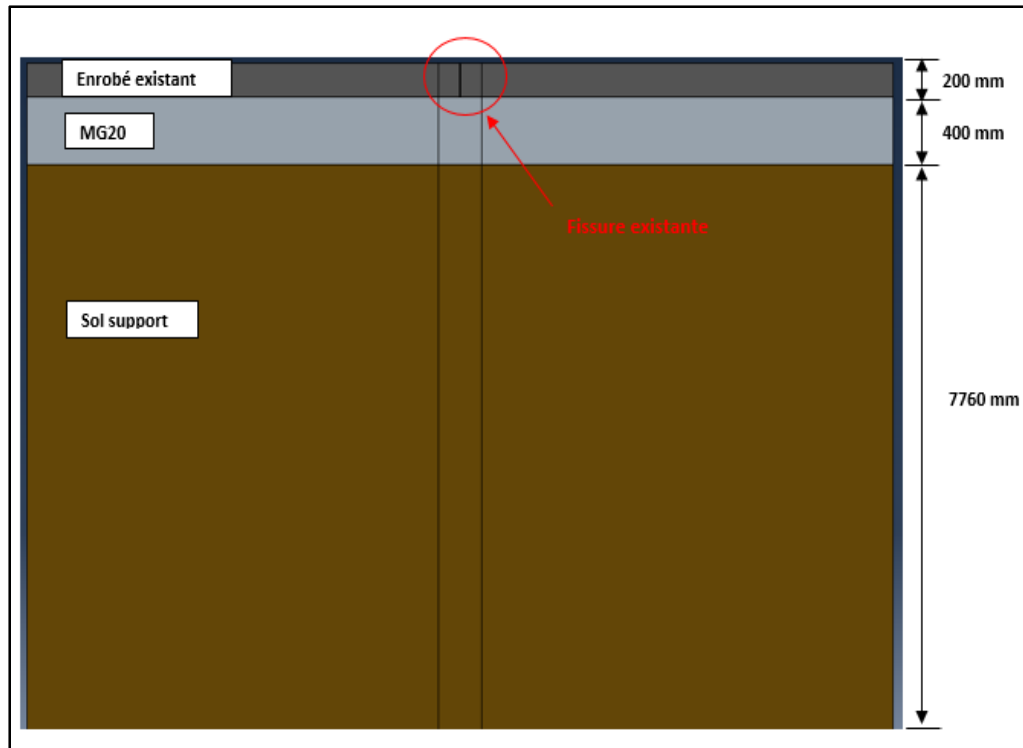 Enrobé existant
200 mm
MG20
400 mm
Fissure existante
Sol support
7760 mm